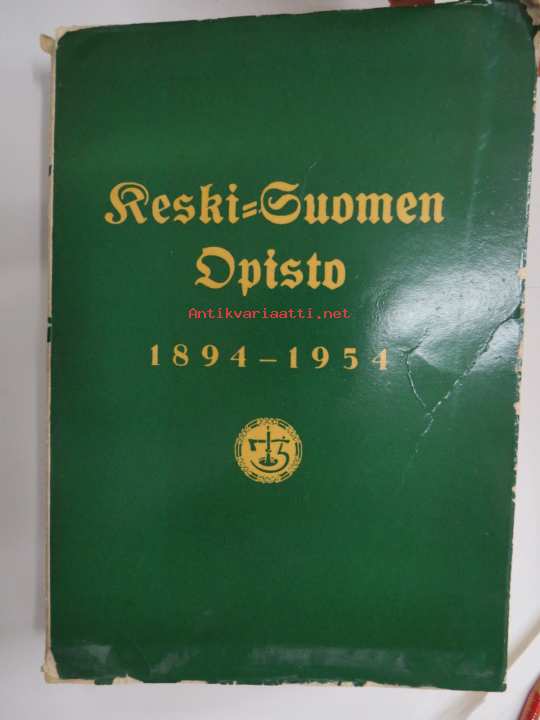 Keski=Suomen
Opisto
Antikvariaatti.net
1894-1954